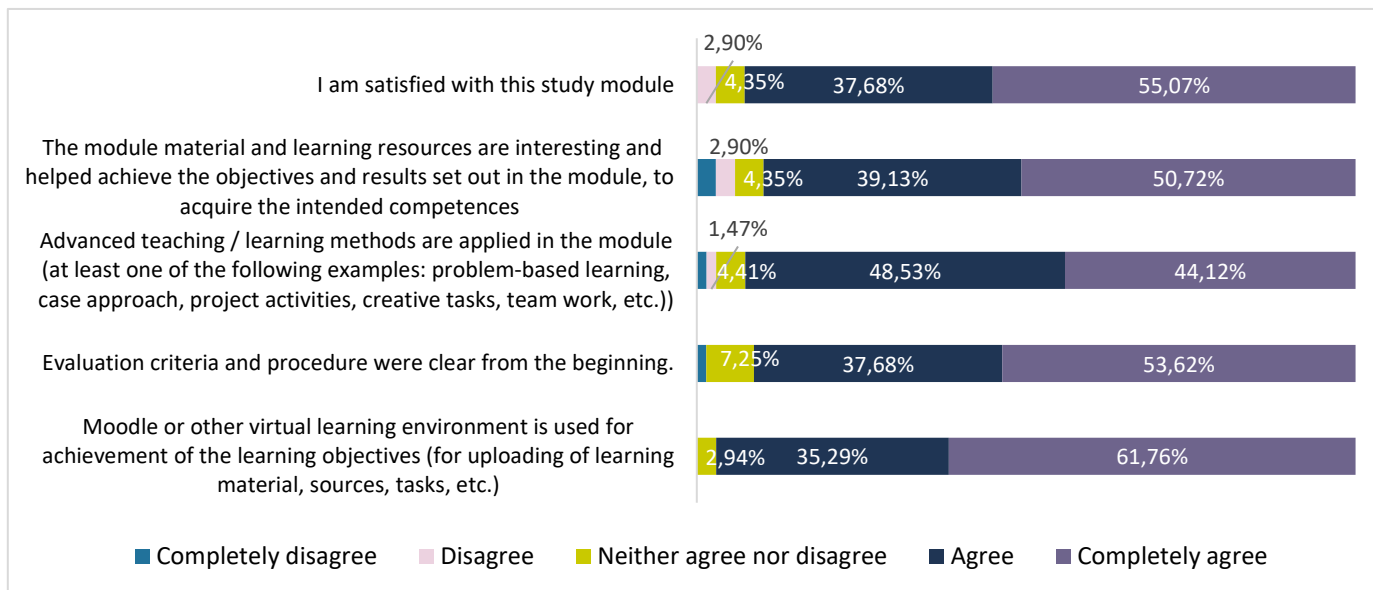 2,90%
I am satisfied with this study module
4,35% 37,68% 55,07%
The module material and learning resources are interesting and
helped achieve the objectives and results set out in the module, to
acquire the intended competences
2,90%
4,35% 39,13% 50,72%
Advanced teaching / learning methods are applied in the module
(at least one of the following examples: problem-based learning,
case approach, project activities, creative tasks, team work, etc.))
1,47%
4,41% 48,53% 44,12%
Evaluation criteria and procedure were clear from the beginning.
7,25% 37,68% 53,62%
Moodle or other virtual learning environment is used for
achievement of the learning objectives (for uploading of learning
material, sources, tasks, etc.)
2,94% 35,29% 61,76%
Completely disagree Disagree Neither agree nor disagree Agree Completely agree